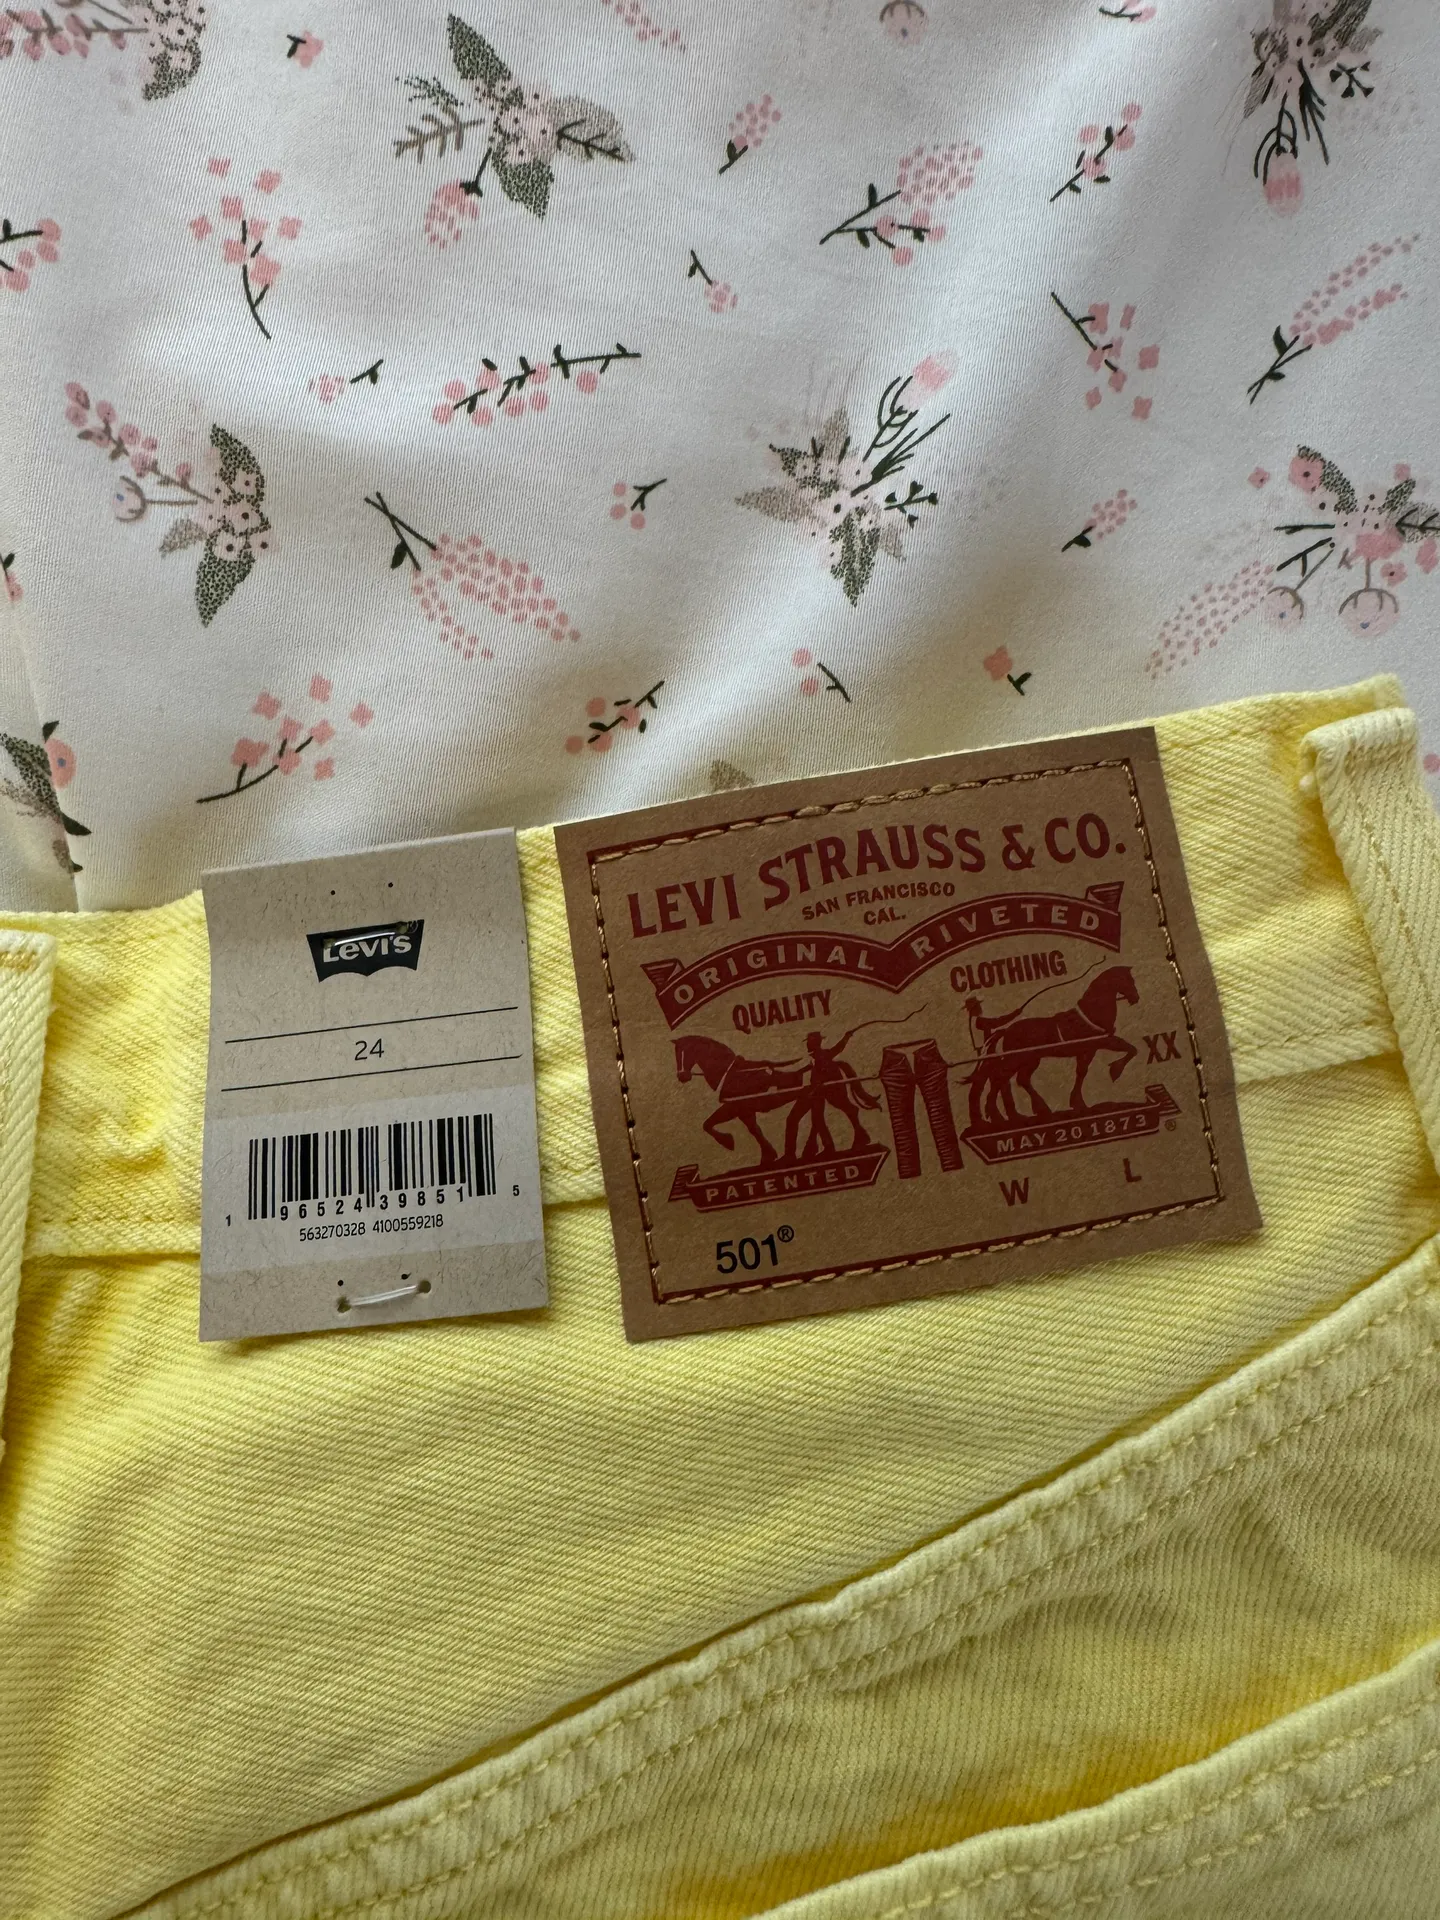 Levi's®
24
1 96524 39851 5
563270328 4100559218
LEVI STRAUSS & CO.
SAN FRANCISCO
CAL.
ORIGINAL RIVETED
QUALITY CLOTHING
XX
PATENTED MAY 20 1873 ®
W L
501®